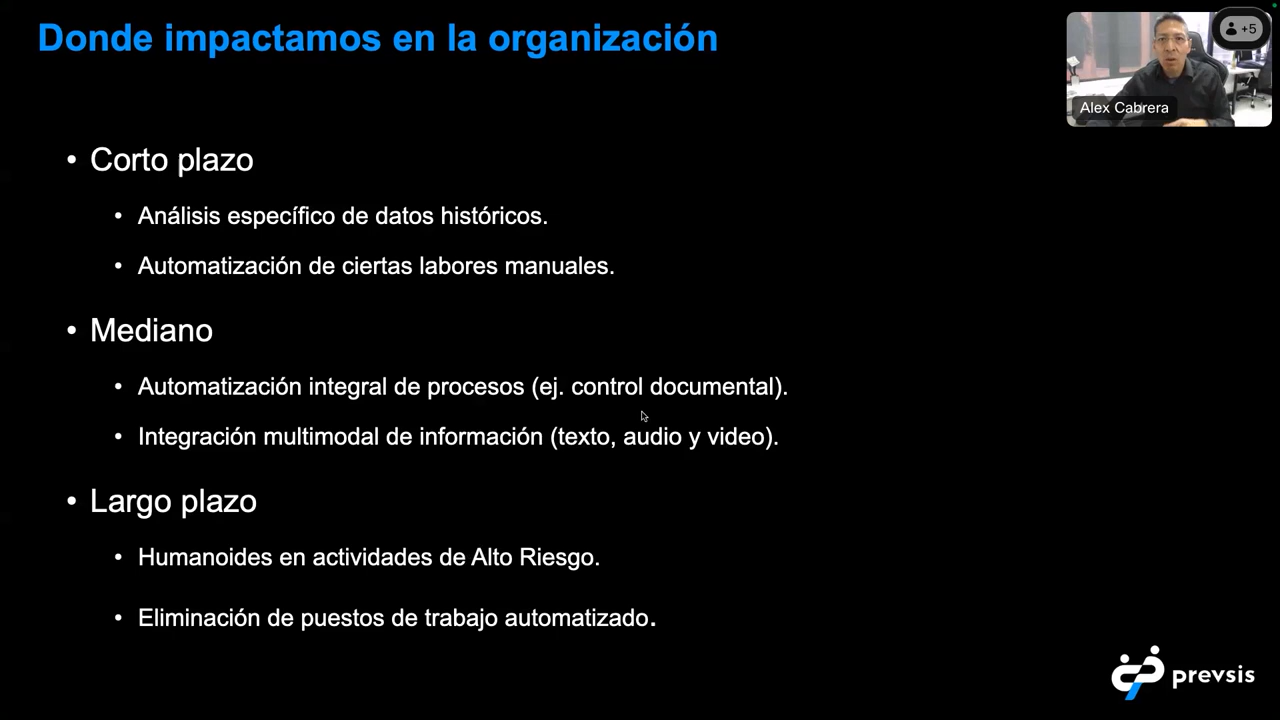 Donde impactamos en la organización
+5
Alex Cabrera
• Corto plazo
• Análisis específico de datos históricos.
• Automatización de ciertas labores manuales.
• Mediano
• Automatización integral de procesos (ej. control documental).
• Integración multimodal de información (texto, audio y video).
• Largo plazo
• Humanoides en actividades de Alto Riesgo.
• Eliminación de puestos de trabajo automatizado.
prevsis